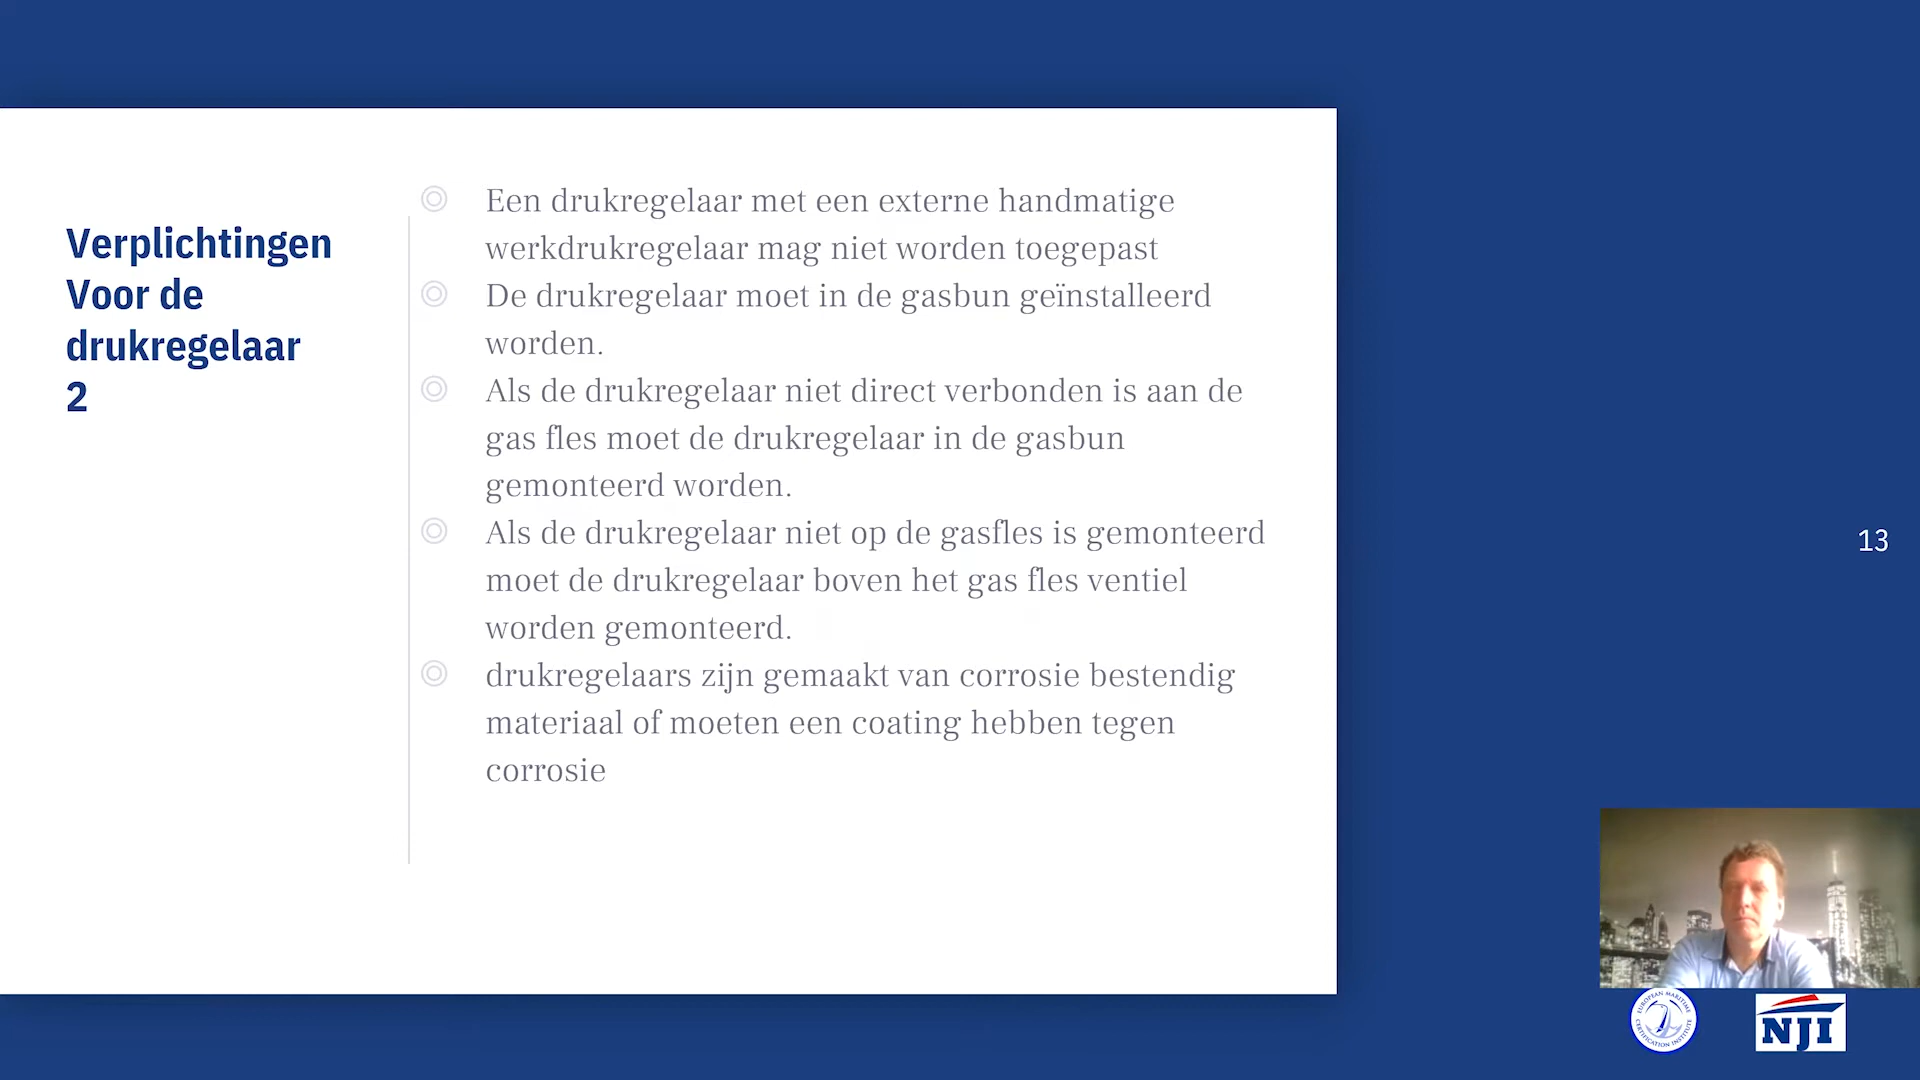 Verplichtingen
Voor de
drukregelaar
2
Een drukregelaar met een externe handmatige
werkdrukregelaar mag niet worden toegepast
De drukregelaar moet in de gasbun geïnstalleerd
worden.
Als de drukregelaar niet direct verbonden is aan de
gas fles moet de drukregelaar in de gasbun
gemonteerd worden.
Als de drukregelaar niet op de gasfles is gemonteerd
moet de drukregelaar boven het gas fles ventiel
worden gemonteerd.
drukregelaars zijn gemaakt van corrosie bestendig
materiaal of moeten een coating hebben tegen
corrosie
13
EUROPEAN MARITIME
CERTIFICATION INSTITUTE
NJI